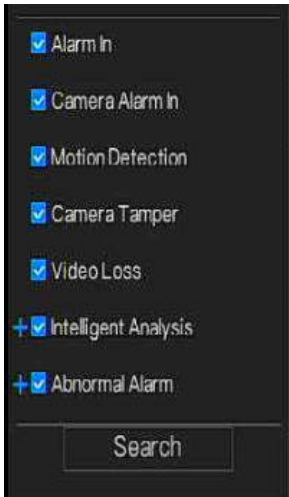 Alarm In
Camera Alarm In
Motion Detection
Camera Tamper
Video Loss
Intelligent Analysis
Abnormal Alarm
Search